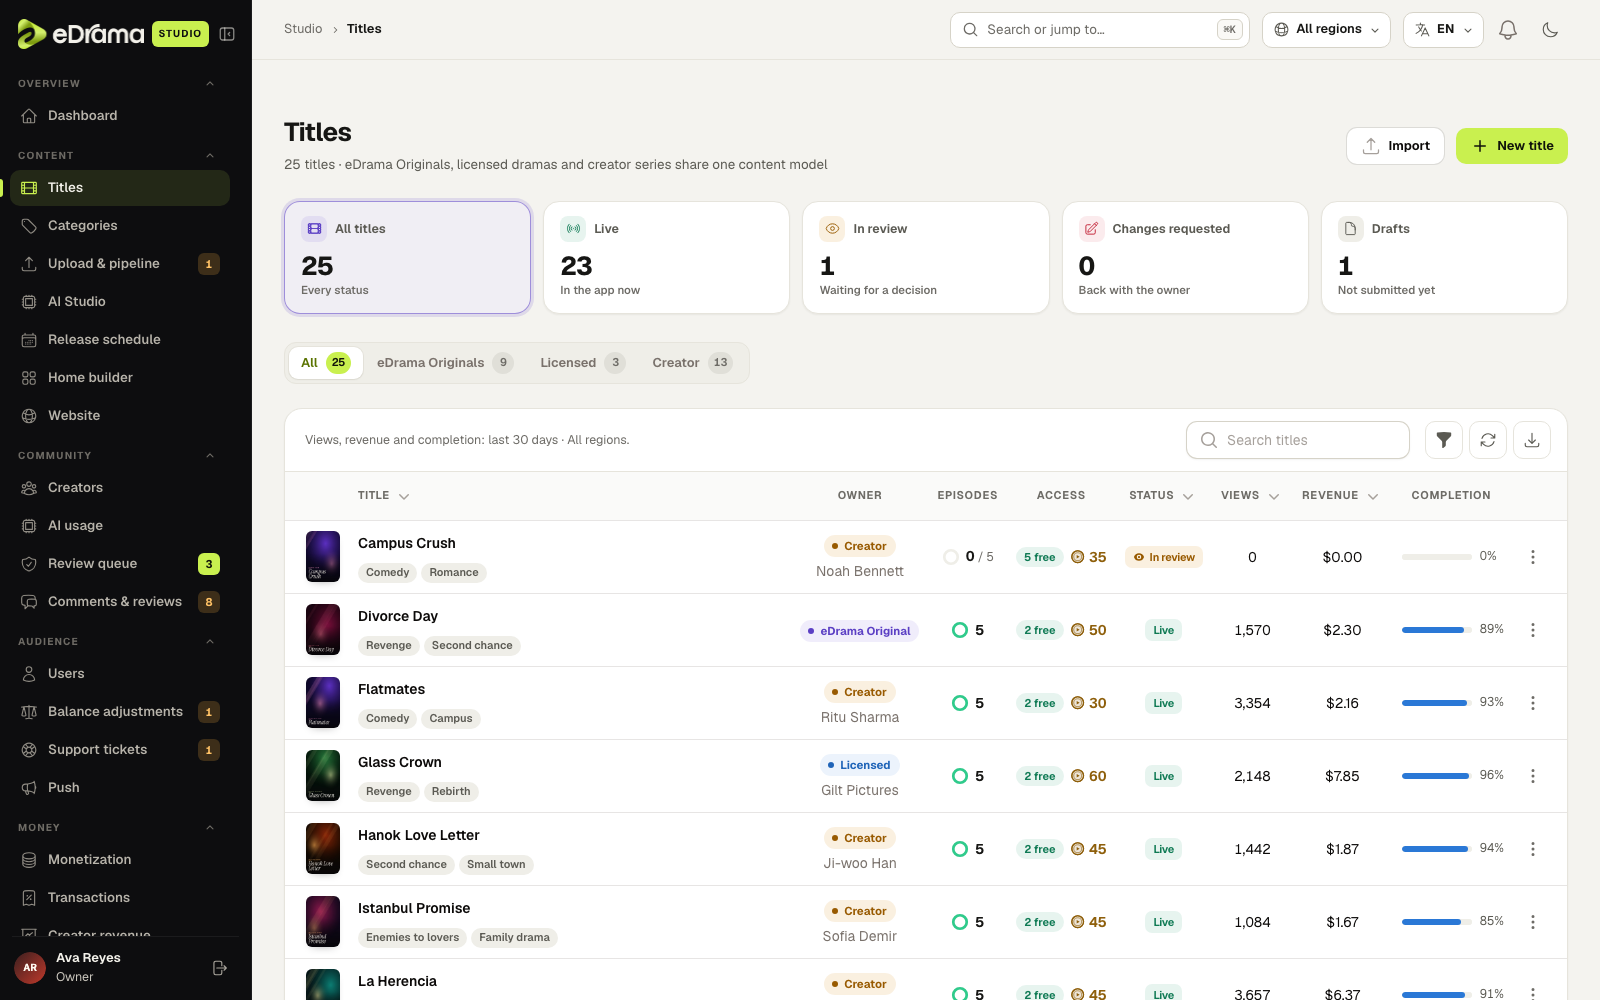 eDrama STUDIO
Studio › Titles
Search or jump to...
⌘K
All regions
EN
OVERVIEW
Dashboard
CONTENT
Titles
Categories
Upload & pipeline 1
AI Studio
Release schedule
Home builder
Website
COMMUNITY
Creators
AI usage
Review queue 3
Comments & reviews 8
AUDIENCE
Users
Balance adjustments 1
Support tickets 1
Push
MONEY
Monetization
Transactions
Creator revenue
AR
Ava Reyes
Owner
Titles
25 titles · eDrama Originals, licensed dramas and creator series share one content model
Import
New title
All titles
25
Every status
Live
23
In the app now
In review
1
Waiting for a decision
Changes requested
0
Back with the owner
Drafts
1
Not submitted yet
All 25
eDrama Originals 9
Licensed 3
Creator 13
Views, revenue and completion: last 30 days · All regions.
Search titles
TITLE OWNER EPISODES ACCESS STATUS VIEWS REVENUE COMPLETION
Campus Crush
Comedy Romance
Creator
Noah Bennett
0 / 5 5 free 35 In review 0 $0.00 0%
Divorce Day
Revenge Second chance
eDrama Original
5 2 free 50 Live 1,570 $2.30 89%
Flatmates
Comedy Campus
Creator
Ritu Sharma
5 2 free 30 Live 3,354 $2.16 93%
Glass Crown
Revenge Rebirth
Licensed
Gilt Pictures
5 2 free 60 Live 2,148 $7.85 96%
Hanok Love Letter
Second chance Small town
Creator
Ji-woo Han
5 2 free 45 Live 1,442 $1.87 94%
Istanbul Promise
Enemies to lovers Family drama
Creator
Sofia Demir
5 2 free 45 Live 1,084 $1.67 85%
La Herencia
Creator
5 2 free 45 Live 3,657 $6.37 91%